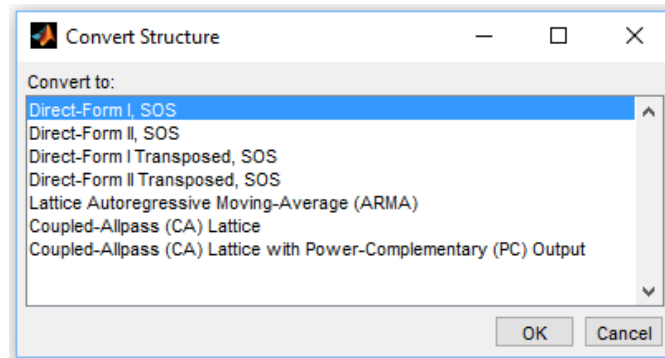 Convert Structure
Convert to:
Direct-Form I, SOS
Direct-Form II, SOS
Direct-Form I Transposed, SOS
Direct-Form II Transposed, SOS
Lattice Autoregressive Moving-Average (ARMA)
Coupled-Allpass (CA) Lattice
Coupled-Allpass (CA) Lattice with Power-Complementary (PC) Output
OK Cancel